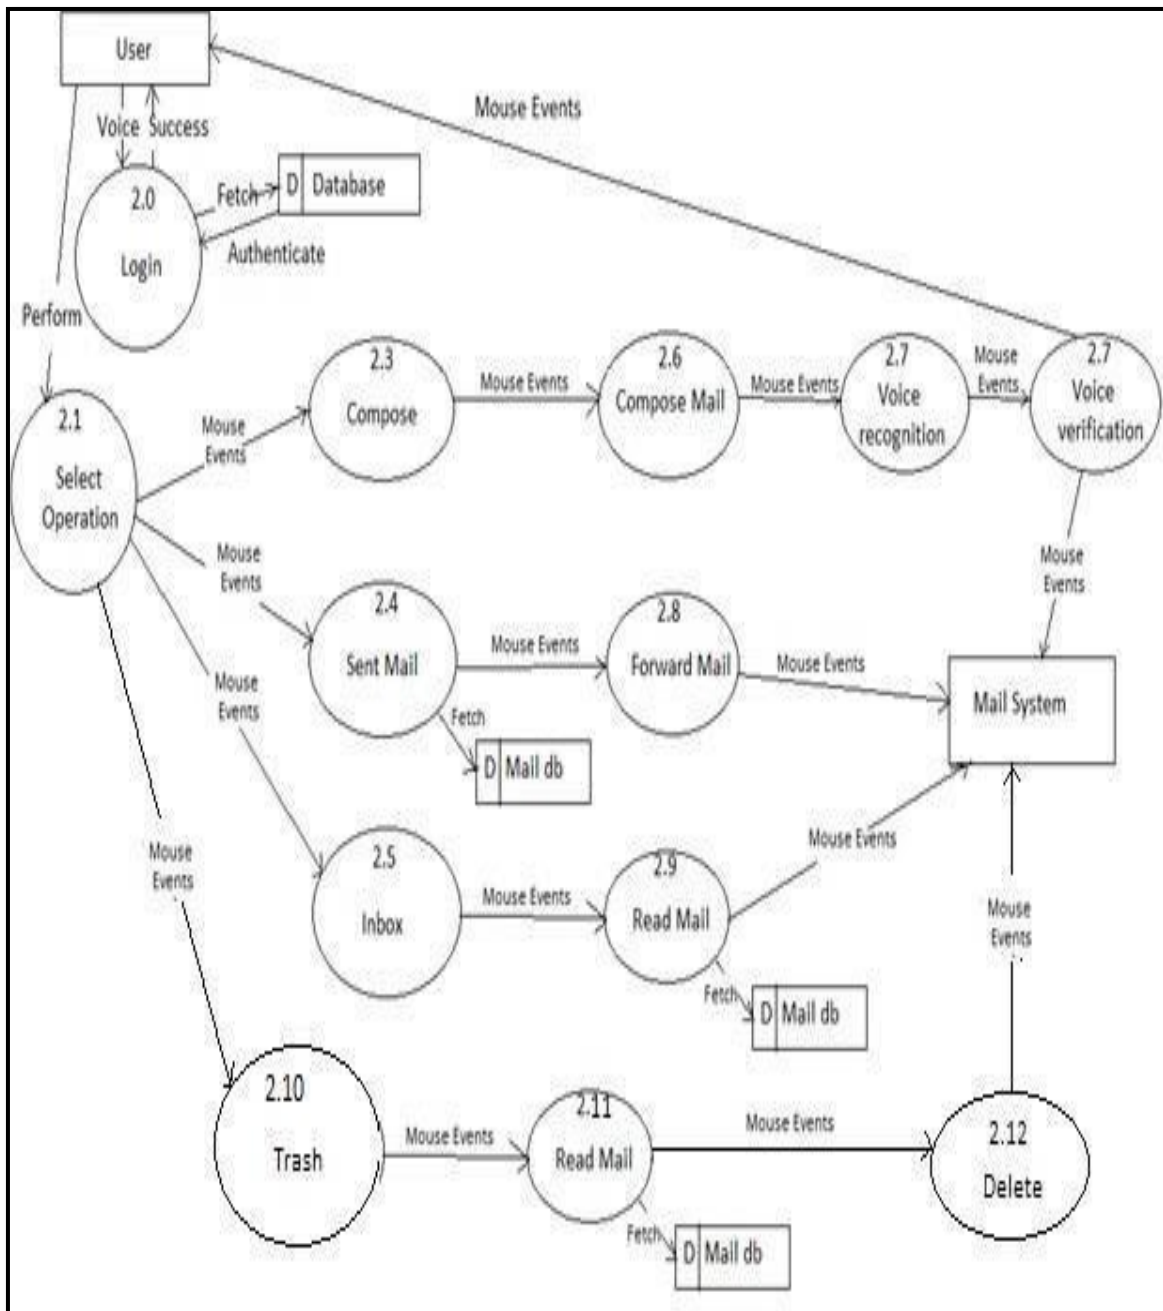 User
Mouse Events
Voice Success
2.0
Login
Fetch
D Database
Authenticate
Perform
2.1
Select
Operation
Mouse
Events
2.3
Compose
Mouse Events
2.6
Compose Mail
Mouse Events
2.7
Voice
recognition
Mouse
Events
2.7
Voice
verification
Mouse
Events
Mouse
Events
2.4
Sent Mail
Mouse Events
2.8
Forward Mail
Mouse Events
Mail System
Fetch
D Mail db
Mouse
Events
2.5
Inbox
Mouse Events
2.9
Read Mail
Mouse Events
Fetch
D Mail db
Mouse
Events
Mouse
Events
2.10
Trash
Mouse Events
2.11
Read Mail
Mouse Events
2.12
Delete
Fetch
D Mail db